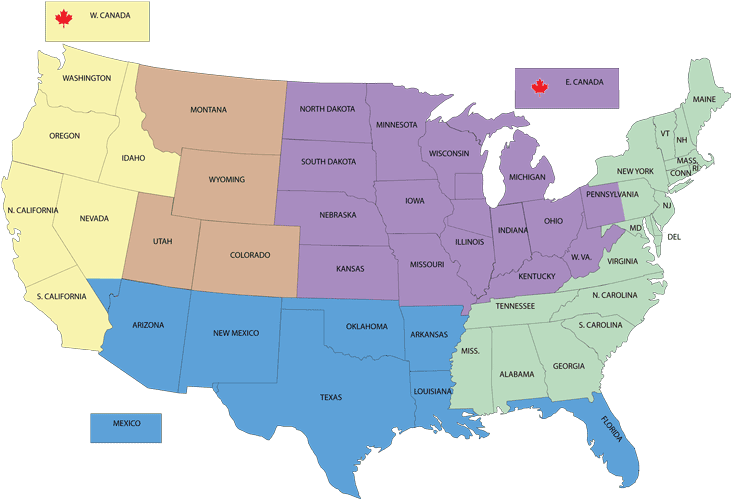 W. CANADA
WASHINGTON
MONTANA
NORTH DAKOTA
MINNESOTA
E. CANADA
MAINE
OREGON
IDAHO
WYOMING
SOUTH DAKOTA
WISCONSIN
MICHIGAN
VT
NH
NEW YORK
MASS.
RI
CONN
N. CALIFORNIA
NEVADA
UTAH
COLORADO
NEBRASKA
IOWA
ILLINOIS
INDIANA
OHIO
PENNSYLVANIA
NJ
MD
DEL
S. CALIFORNIA
KANSAS
MISSOURI
KENTUCKY
W. VA.
VIRGINIA
ARIZONA
NEW MEXICO
OKLAHOMA
ARKANSAS
TENNESSEE
N. CAROLINA
S. CAROLINA
TEXAS
LOUISIANA
MISS.
ALABAMA
GEORGIA
FLORIDA
MEXICO